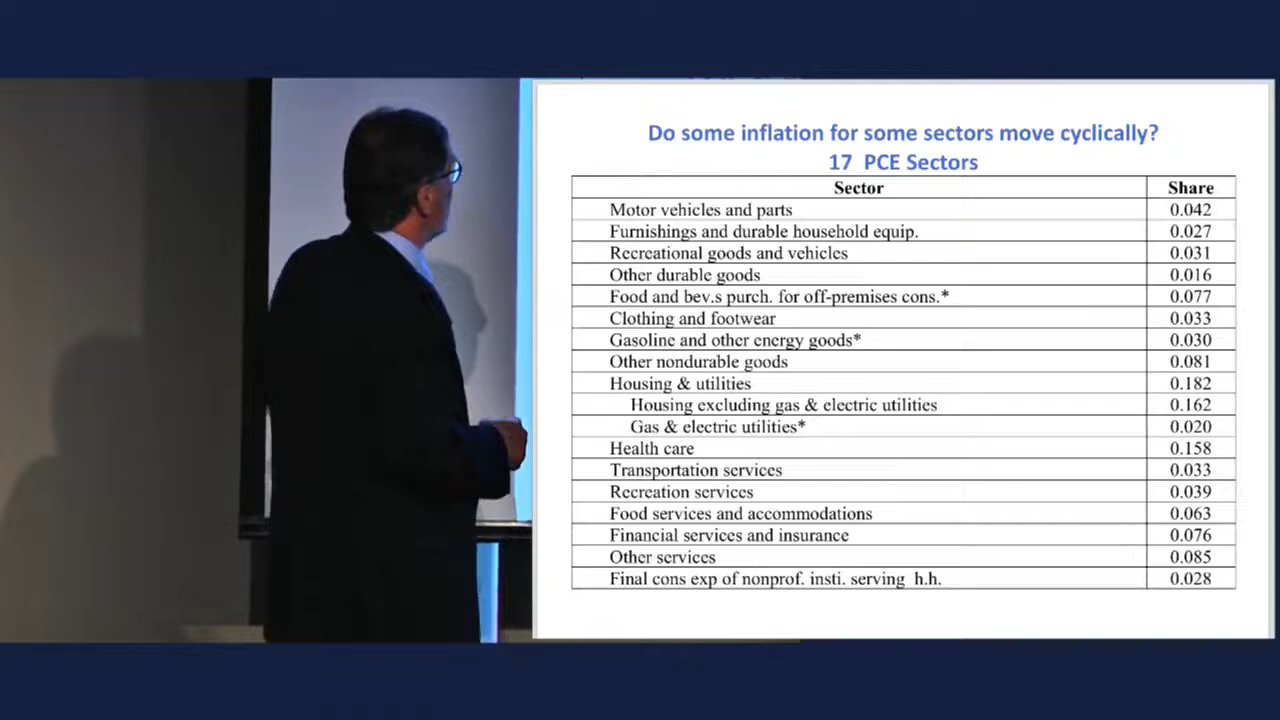 Do some inflation for some sectors move cyclically?
17 PCE Sectors
Sector Share
Motor vehicles and parts 0.042
Furnishings and durable household equip. 0.027
Recreational goods and vehicles 0.031
Other durable goods 0.016
Food and bev.s purch. for off-premises cons.* 0.077
Clothing and footwear 0.033
Gasoline and other energy goods* 0.030
Other nondurable goods 0.081
Housing & utilities 0.182
Housing excluding gas & electric utilities 0.162
Gas & electric utilities* 0.020
Health care 0.158
Transportation services 0.033
Recreation services 0.039
Food services and accommodations 0.063
Financial services and insurance 0.076
Other services 0.085
Final cons exp of nonprof. insti. serving h.h. 0.028